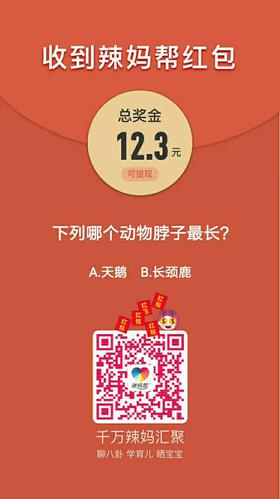 收到辣妈帮红包
总奖金
12.3元
可提现
下列哪个动物脖子最长?
A.天鹅 B.长颈鹿
红包 红包 红包 红包
辣妈帮
千万辣妈汇聚
聊八卦 学育儿 晒宝宝